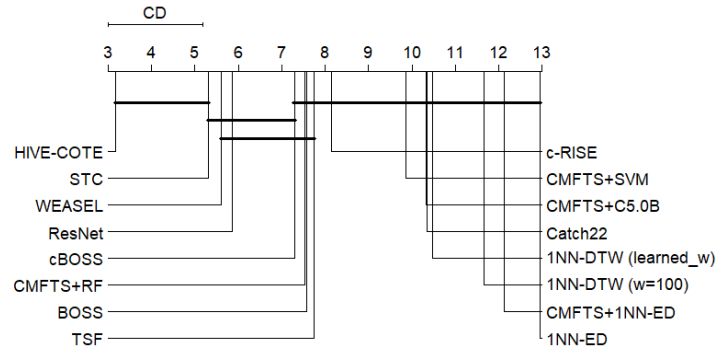 CD
3 4 5 6 7 8 9 10 11 12 13
HIVE-COTE
STC
WEASEL
ResNet
cBOSS
CMFTS+RF
BOSS
TSF
c-RISE
CMFTS+SVM
CMFTS+C5.0B
Catch22
1NN-DTW (learned_w)
1NN-DTW (w=100)
CMFTS+1NN-ED
1NN-ED